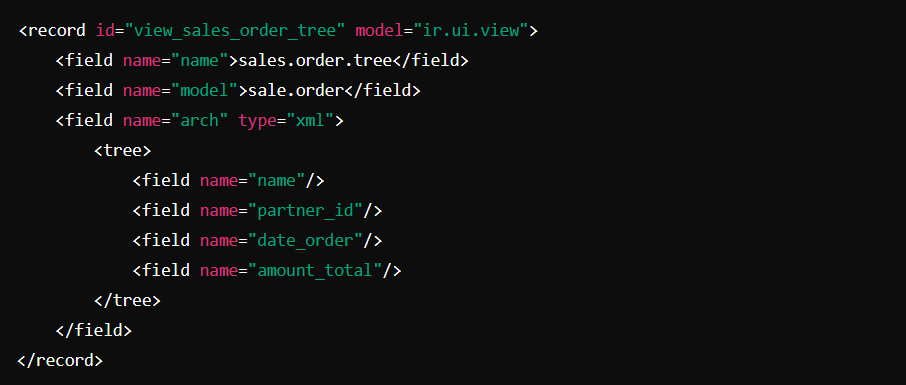 <record id="view_sales_order_tree" model="ir.ui.view">
    <field name="name">sales.order.tree</field>
    <field name="model">sale.order</field>
    <field name="arch" type="xml">
        <tree>
            <field name="name"/>
            <field name="partner_id"/>
            <field name="date_order"/>
            <field name="amount_total"/>
        </tree>
    </field>
</record>